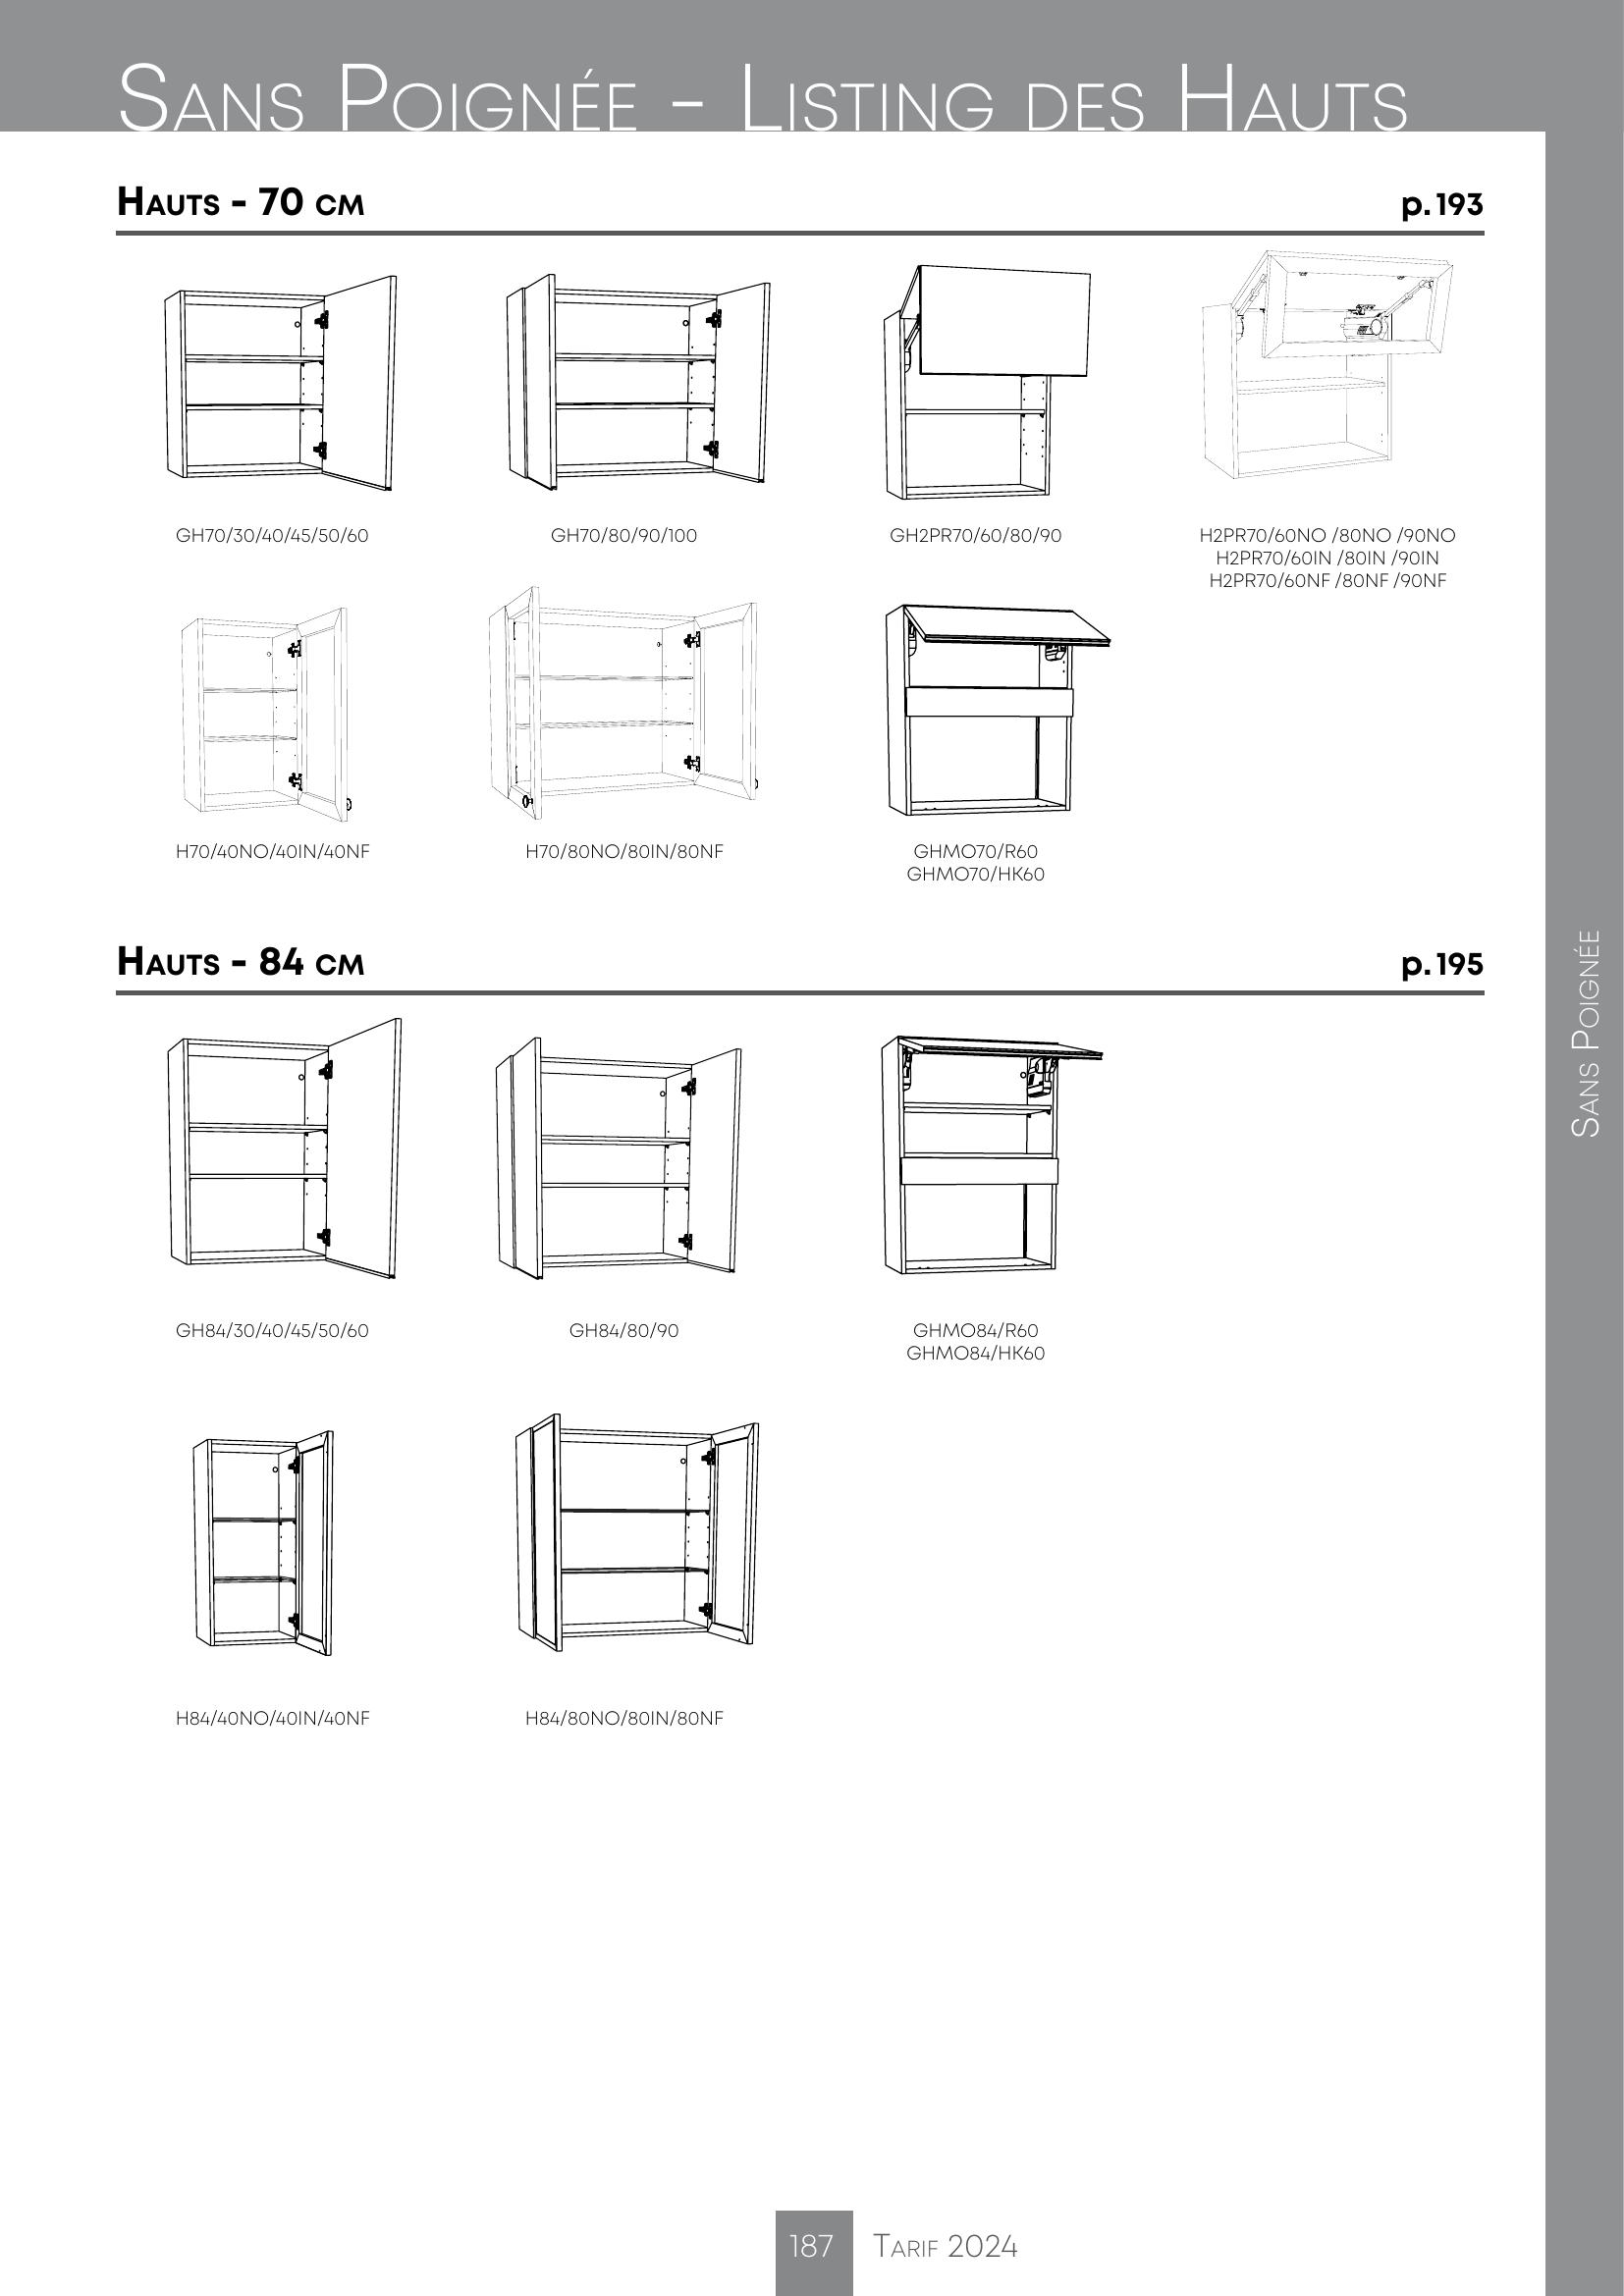 Sans Poignée - Listing des Hauts
Hauts - 70 cm
p.193
GH70/30/40/45/50/60
GH70/80/90/100
GH2PR70/60/80/90
H2PR70/60NO /80NO /90NO
H2PR70/60IN /80IN /90IN
H2PR70/60NF /80NF /90NF
H70/40NO/40IN/40NF
H70/80NO/80IN/80NF
GHMO70/R60
GHMO70/HK60
Hauts - 84 cm
p.195
GH84/30/40/45/50/60
GH84/80/90
GHMO84/R60
GHMO84/HK60
H84/40NO/40IN/40NF
H84/80NO/80IN/80NF
Sans Poignée
187
Tarif 2024